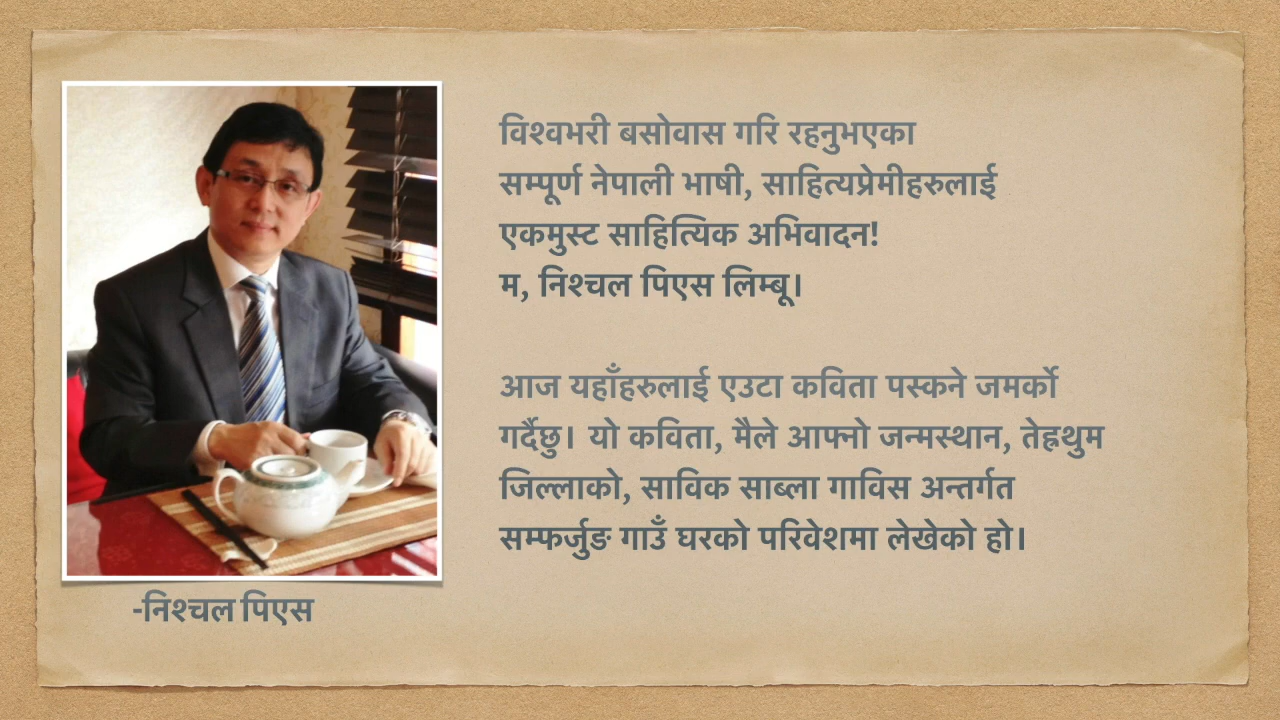 विश्वभरी बसोवास गरि रहनुभएका
सम्पूर्ण नेपाली भाषी, साहित्यप्रेमीहरुलाई
एकमुस्ट साहित्यिक अभिवादन!
म, निश्चल पिएस लिम्बू।
आज यहाँहरुलाई एउटा कविता पस्कने जमर्को
गर्दैछु। यो कविता, मैले आफ्नो जन्मस्थान, तेह्रथुम
जिल्लाको, साविक साब्ला गाविस अन्तर्गत
सम्फर्जुङ गाउँ घरको परिवेशमा लेखेको हो।
-निश्चल पिएस